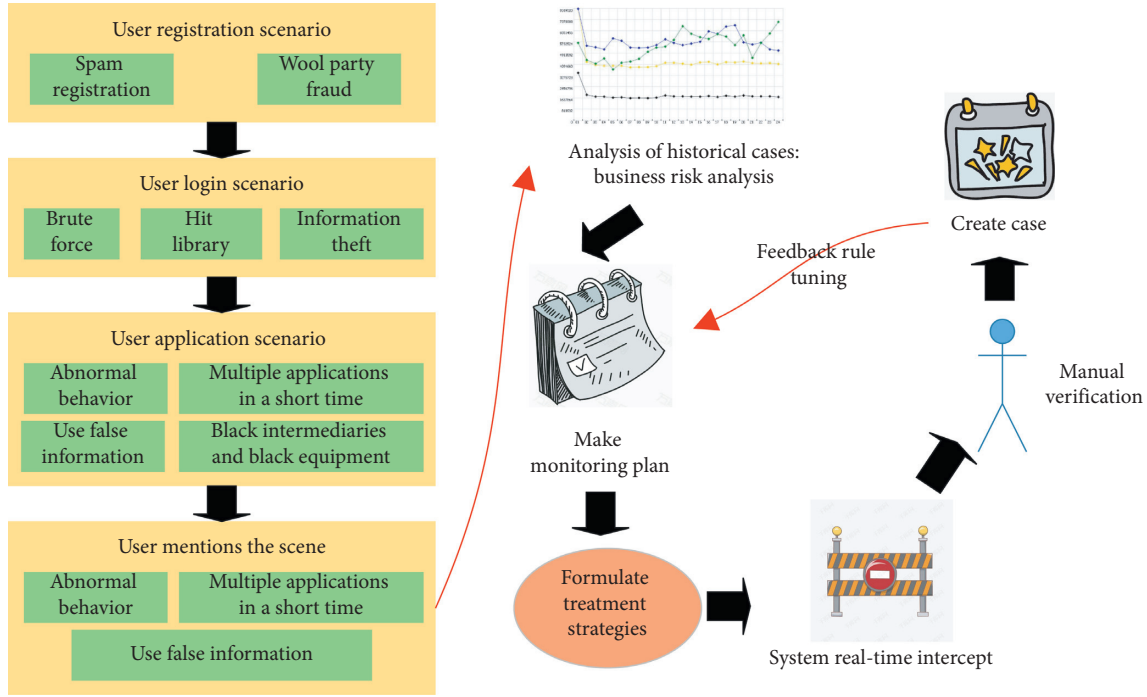 User registration scenario
Spam
registration
Wool party
fraud
User login scenario
Brute
force
Hit
library
Information
theft
User application scenario
Abnormal
behavior
Multiple applications
in a short time
Use false
information
Black intermediaries
and black equipment
User mentions the scene
Abnormal
behavior
Multiple applications
in a short time
Use false information
Analysis of historical cases:
business risk analysis
Make
monitoring plan
Formulate
treatment
strategies
System real-time intercept
Manual
verification
Create case
Feedback rule
tuning